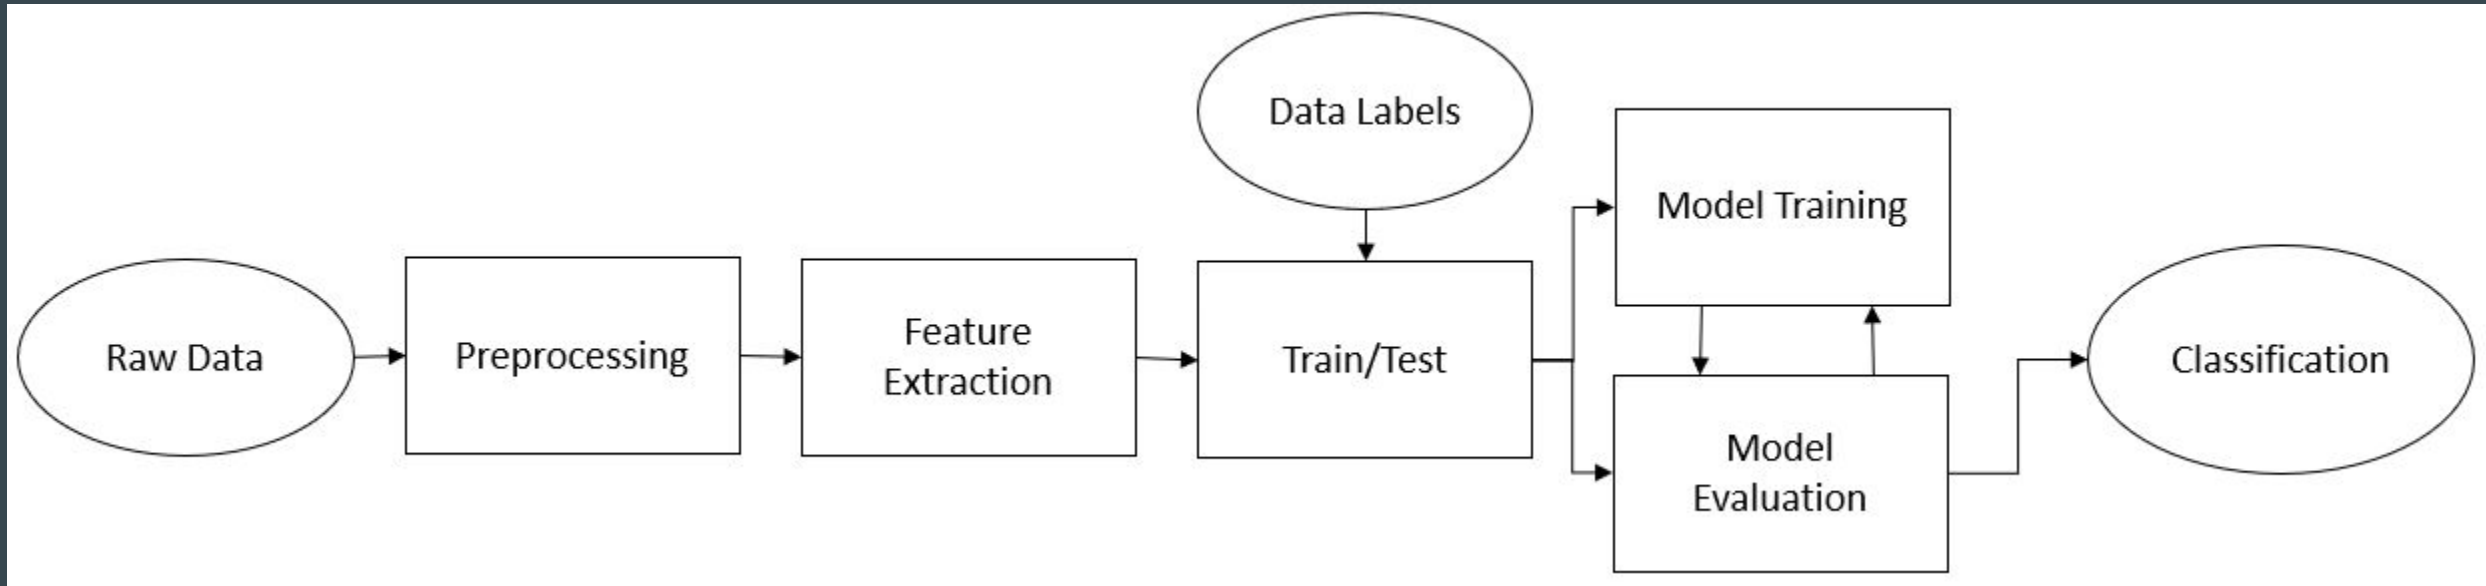 Data Labels
Model Training
Raw Data
Preprocessing
Feature
Extraction
Train/Test
Classification
Model
Evaluation